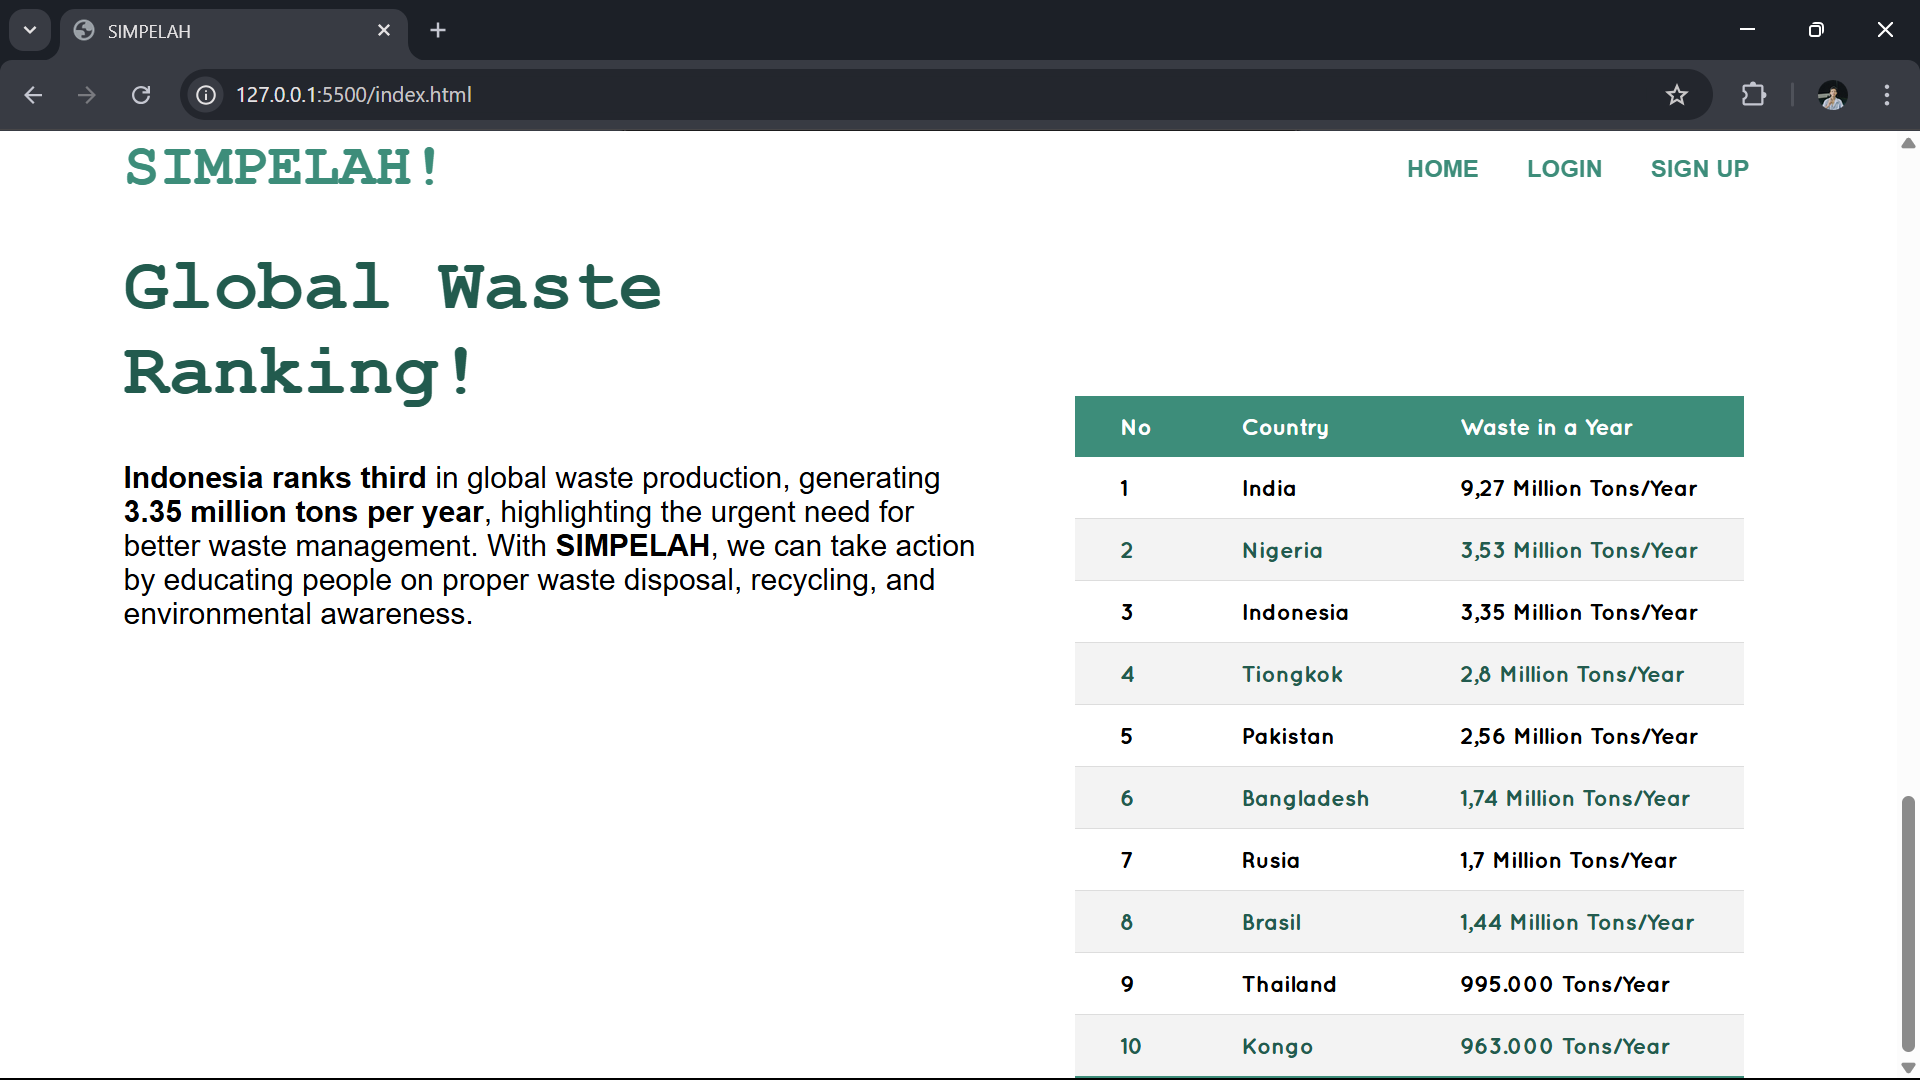 SIMPELAH
127.0.0.1:5500/index.html
SIMPELAH!
HOME LOGIN SIGN UP
Global Waste
Ranking!
Indonesia ranks third in global waste production, generating
3.35 million tons per year, highlighting the urgent need for
better waste management. With SIMPELAH, we can take action
by educating people on proper waste disposal, recycling, and
environmental awareness.
No Country Waste in a Year
1 India 9,27 Million Tons/Year
2 Nigeria 3,53 Million Tons/Year
3 Indonesia 3,35 Million Tons/Year
4 Tiongkok 2,8 Million Tons/Year
5 Pakistan 2,56 Million Tons/Year
6 Bangladesh 1,74 Million Tons/Year
7 Rusia 1,7 Million Tons/Year
8 Brasil 1,44 Million Tons/Year
9 Thailand 995.000 Tons/Year
10 Kongo 963.000 Tons/Year